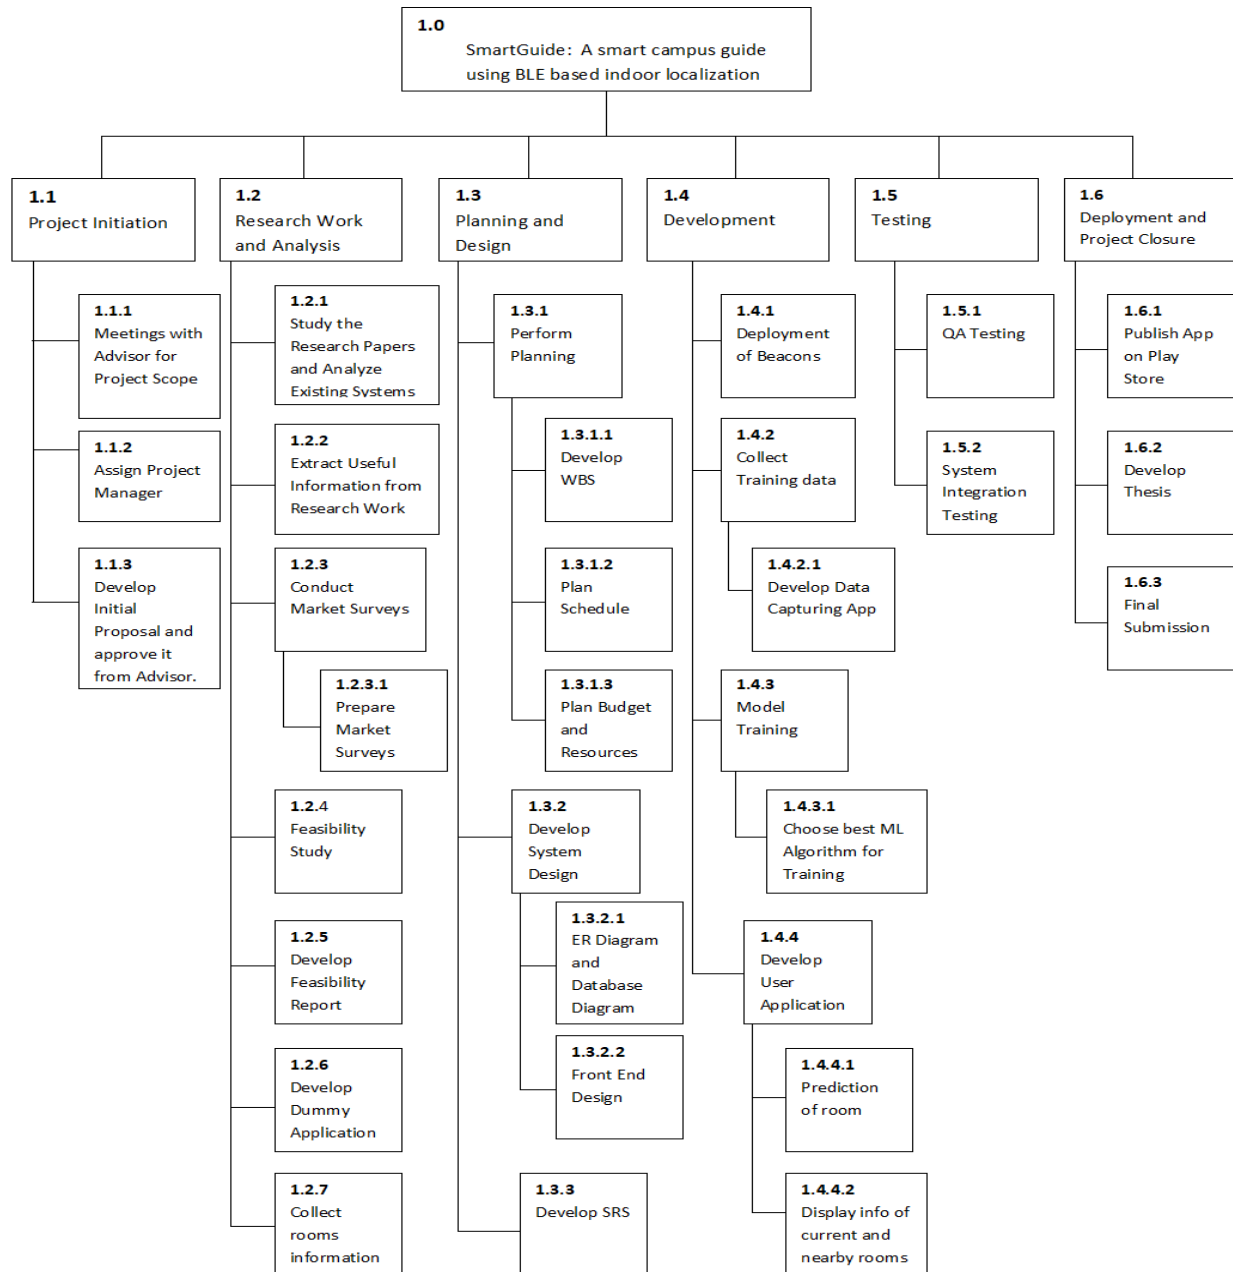 1.0
SmartGuide: A smart campus guide
using BLE based indoor localization
1.1
Project Initiation
1.1.1
Meetings with
Advisor for
Project Scope
1.1.2
Assign Project
Manager
1.1.3
Develop
Initial
Proposal and
approve it
from Advisor.
1.2
Research Work
and Analysis
1.2.1
Study the
Research Papers
and Analyze
Existing Systems
1.2.2
Extract Useful
Information from
Research Work
1.2.3
Conduct
Market Surveys
1.2.3.1
Prepare
Market
Surveys
1.2.4
Feasibility
Study
1.2.5
Develop
Feasibility
Report
1.2.6
Develop
Dummy
Application
1.2.7
Collect
rooms
information
1.3
Planning and
Design
1.3.1
Perform
Planning
1.3.1.1
Develop
WBS
1.3.1.2
Plan
Schedule
1.3.1.3
Plan Budget
and
Resources
1.3.2
Develop
System
Design
1.3.2.1
ER Diagram
and
Database
Diagram
1.3.2.2
Front End
Design
1.3.3
Develop SRS
1.4
Development
1.4.1
Deployment
of Beacons
1.4.2
Collect
Training data
1.4.2.1
Develop Data
Capturing App
1.4.3
Model
Training
1.4.3.1
Choose best ML
Algorithm for
Training
1.4.4
Develop
User
Application
1.4.4.1
Prediction
of room
1.4.4.2
Display info of
current and
nearby rooms
1.5
Testing
1.5.1
QA Testing
1.5.2
System
Integration
Testing
1.6
Deployment and
Project Closure
1.6.1
Publish App
on Play
Store
1.6.2
Develop
Thesis
1.6.3
Final
Submission